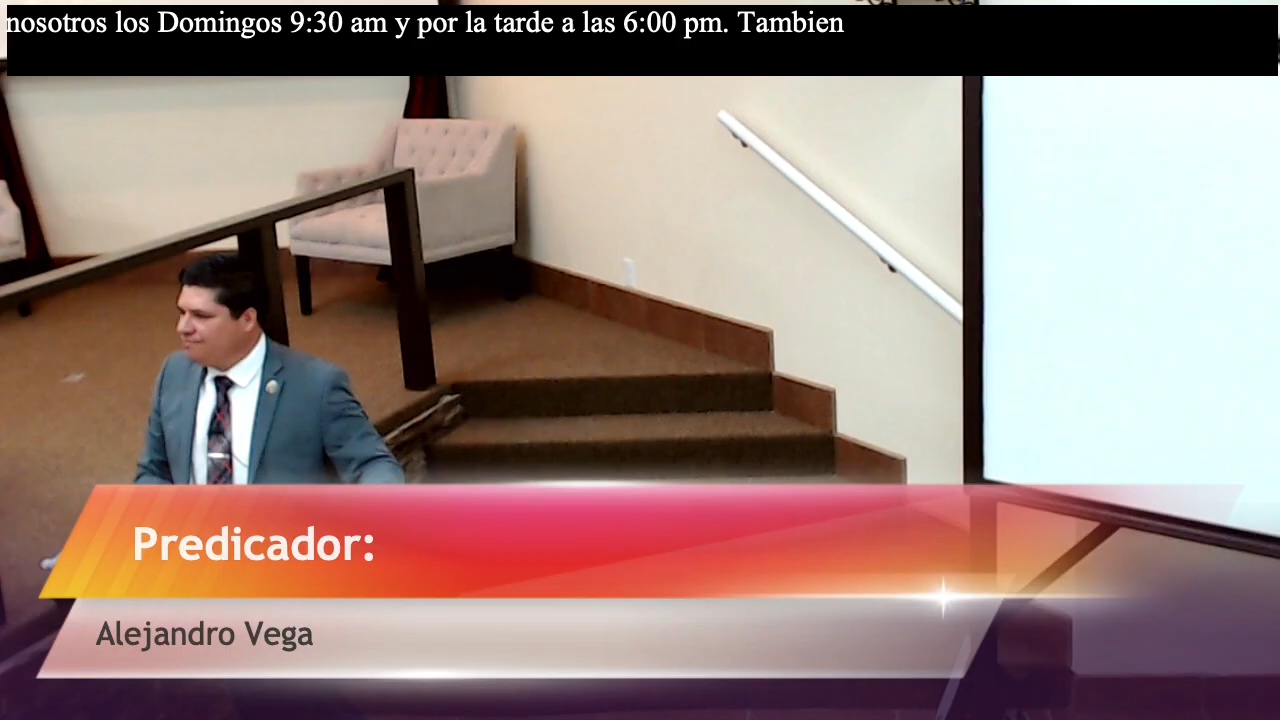 nosotros los Domingos 9:30 am y por la tarde a las 6:00 pm. Tambien
Predicador:
Alejandro Vega